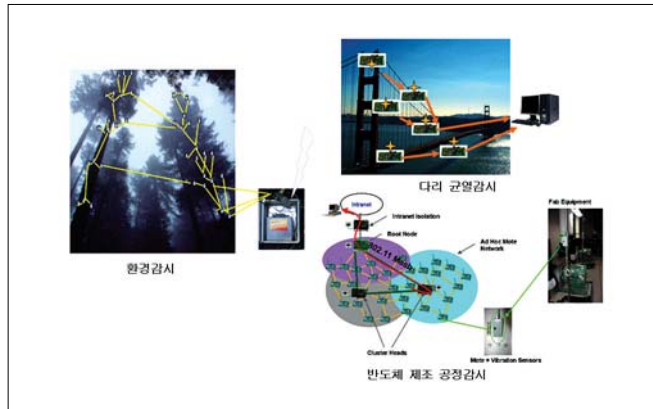 다리 균열감시
환경감시
Intranet
Intranet Isolation
Root Node
802.11 Mesh
Ad Hoc Mote
Network
Fab Equipment
Cluster Heads
Mote + Vibration Sensors
반도체 제조 공정감시